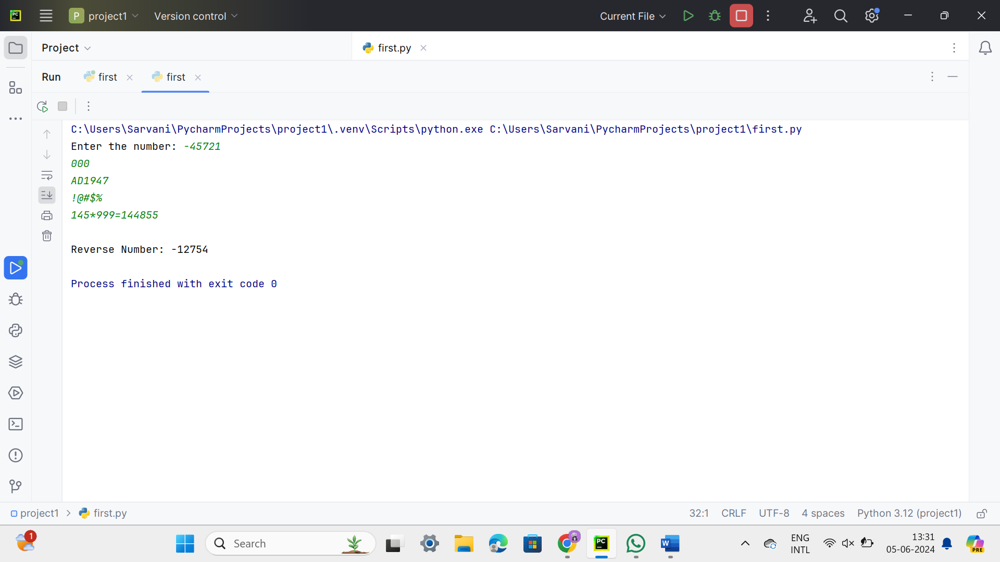 PC
P project1 Version control Current File
Project first.py
Run first first
C:\Users\Sarvani\PycharmProjects\project1\.venv\Scripts\python.exe C:\Users\Sarvani\PycharmProjects\project1\first.py
Enter the number: -45721
000
AD1947
!@#$%
145*999=144855
Reverse Number: -12754
Process finished with exit code 0
project1 > first.py 32:1 CRLF UTF-8 4 spaces Python 3.12 (project1)
1 Search PC W ENG 13:31
INTL 05-06-2024 PRE